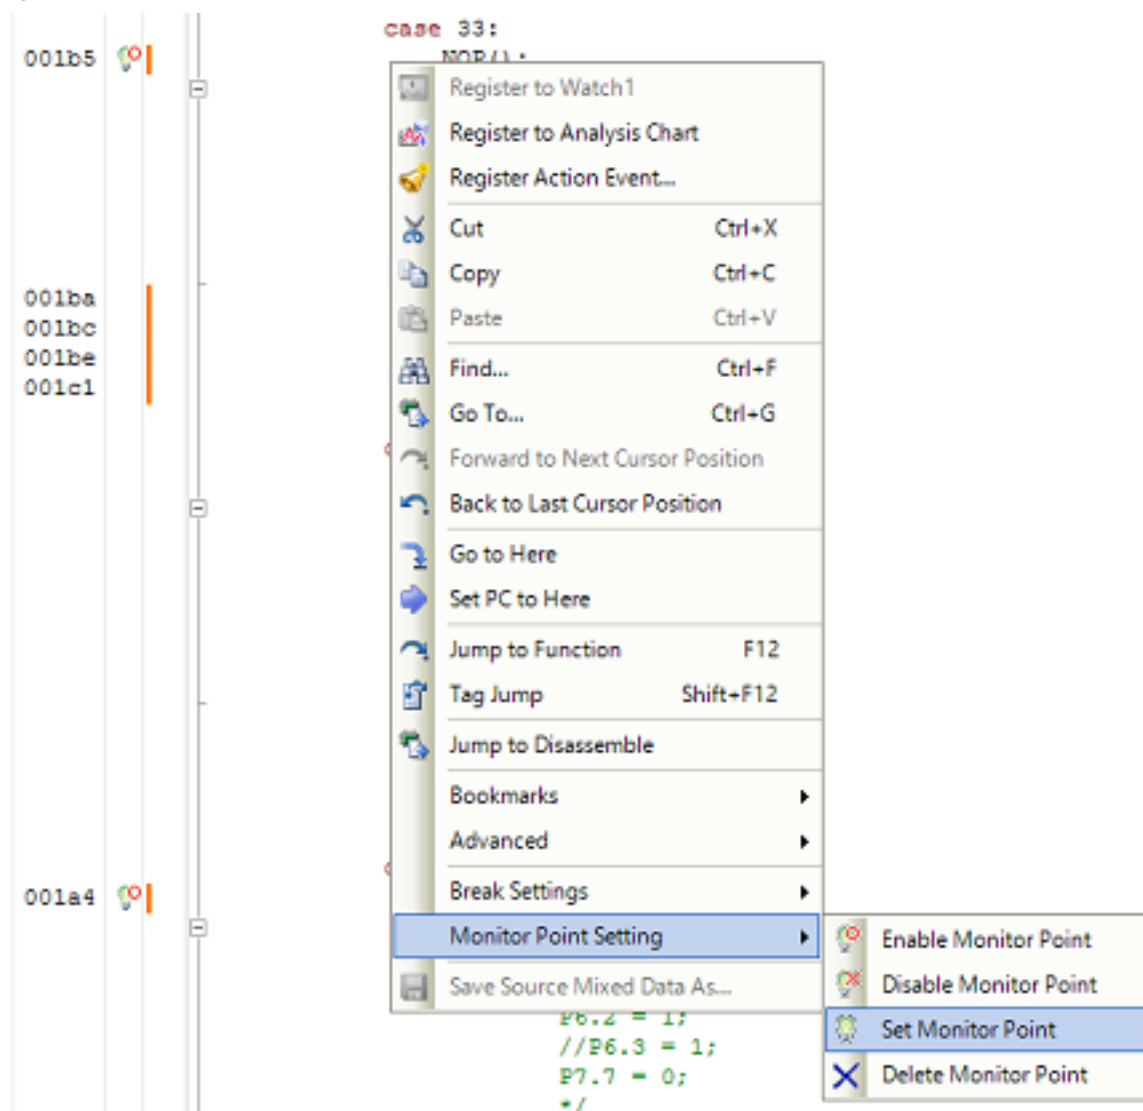 case 33:
001b5
NOP();
Register to Watch1
Register to Analysis Chart
Register Action Event...
Cut Ctrl+X
Copy Ctrl+C
001ba
Paste Ctrl+V
001bc
001be
Find... Ctrl+F
001c1
Go To... Ctrl+G
Forward to Next Cursor Position
Back to Last Cursor Position
Go to Here
Set PC to Here
Jump to Function F12
Tag Jump Shift+F12
Jump to Disassemble
Bookmarks
Advanced
Break Settings
001a4
Monitor Point Setting
Enable Monitor Point
Save Source Mixed Data As...
Disable Monitor Point
P6.2 = 1;
Set Monitor Point
//P6.3 = 1;
P7.7 = 0;
Delete Monitor Point
*/